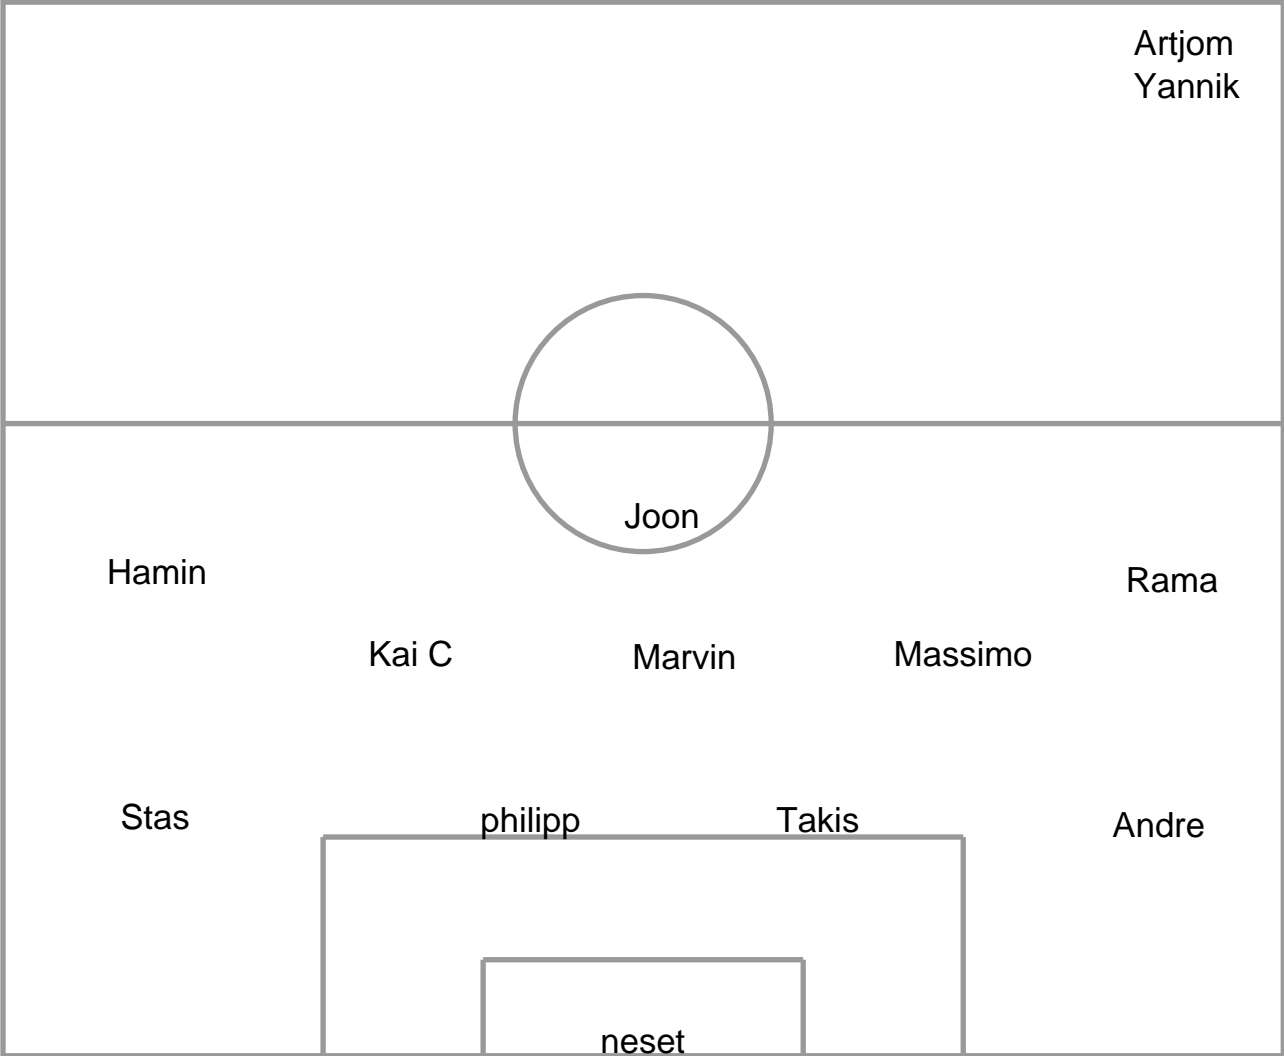 Artjom
Yannik
Joon
Hamin
Rama
Kai C
Marvin
Massimo
Stas
philipp
Takis
Andre
neset